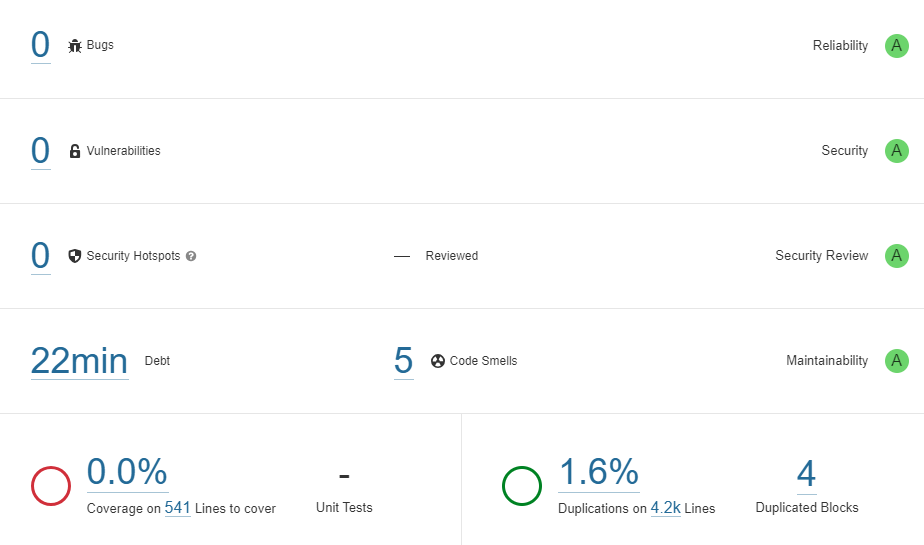 0 Bugs Reliability A
0 Vulnerabilities Security A
0 Security Hotspots ? — Reviewed Security Review A
22min Debt 5 Code Smells Maintainability A
0.0% - 1.6% 4
Coverage on 541 Lines to cover Unit Tests Duplications on 4.2k Lines Duplicated Blocks